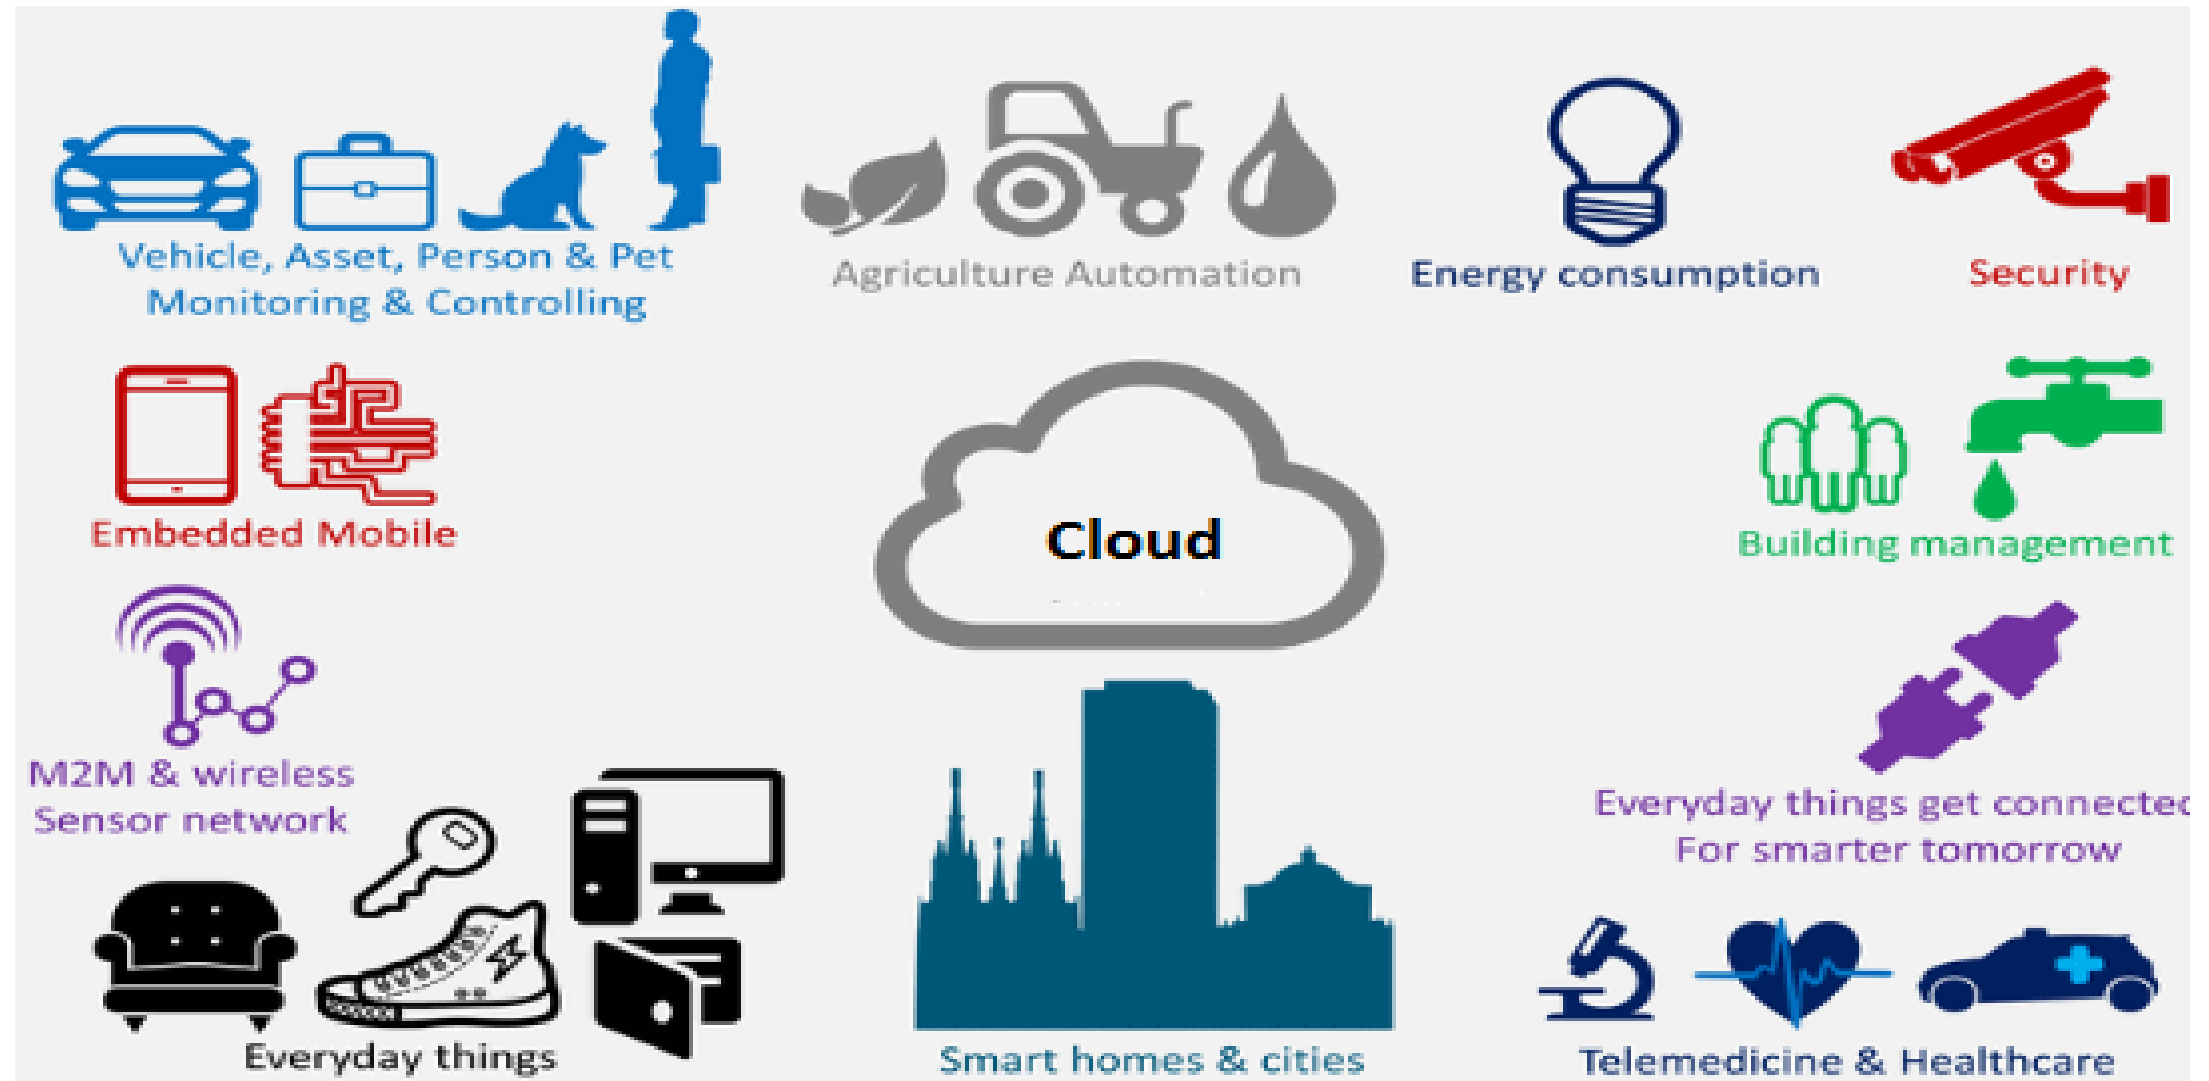 Vehicle, Asset, Person & Pet
Monitoring & Controlling
Agriculture Automation
Energy consumption
Security
Embedded Mobile
Cloud
Building management
M2M & wireless
Sensor network
Everyday things get connected
For smarter tomorrow
Everyday things
Smart homes & cities
Telemedicine & Healthcare